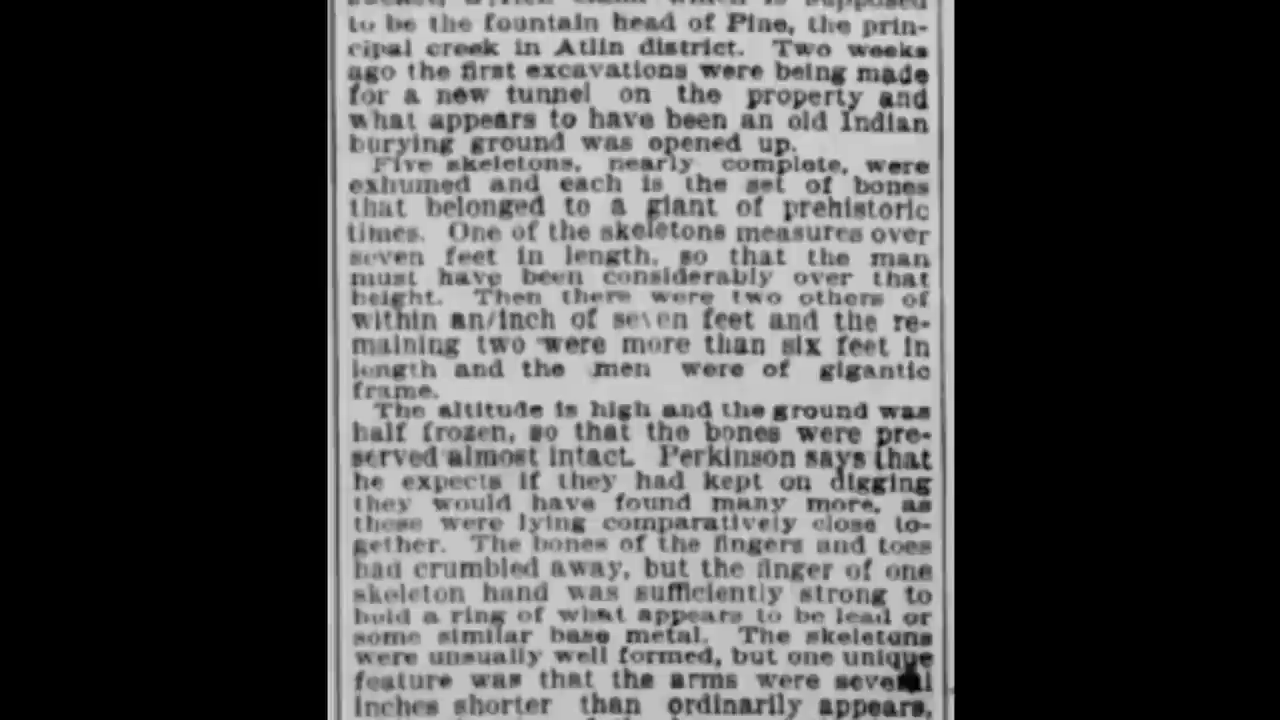 to be the fountain head of Pine, the prin-
cipal creek in Atlin district. Two weeks
ago the first excavations were being made
for a new tunnel on the property and
what appears to have been an old Indian
burying ground was opened up.
Five skeletons, nearly complete, were
exhumed and each is the set of bones
that belonged to a giant of prehistoric
times. One of the skeletons measures over
seven feet in length, so that the man
must have been considerably over that
height. Then there were two others of
within an/inch of seven feet and the re-
maining two were more than six feet in
length and the men were of gigantic
frame.
The altitude is high and the ground was
half frozen, so that the bones were pre-
served almost intact. Perkinson says that
he expects if they had kept on digging
they would have found many more, as
these were lying comparatively close to-
gether. The bones of the fingers and toes
had crumbled away, but the finger of one
skeleton hand was sufficiently strong to
hold a ring of what appears to be lead or
some similar base metal. The skeletons
were unsually well formed, but one unique
feature was that the arms were several
inches shorter than ordinarily appears,